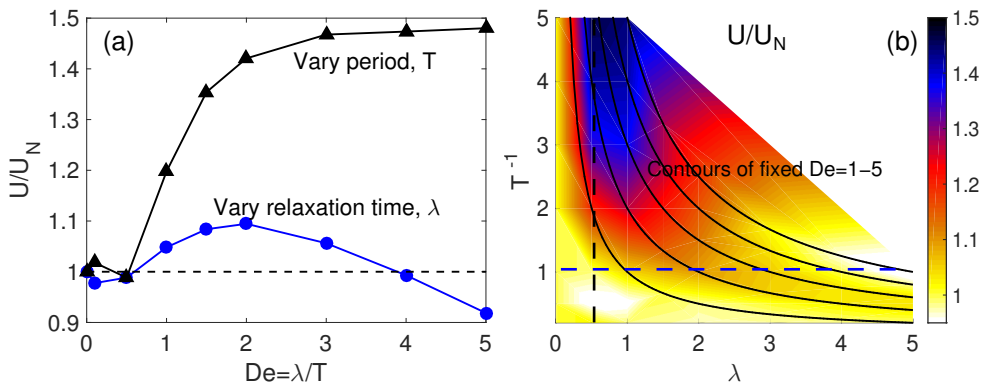 (a)
1.5
1.4
1.3
1.2
1.1
1
0.9
U/U_N
Vary period, T
Vary relaxation time, λ
0 1 2 3 4 5
De=λ/T
(b)
U/U_N
5
4
3
2
1
T^-1
Contours of fixed De=1−5
0 1 2 3 4 5
λ
1.5
1.4
1.3
1.2
1.1
1